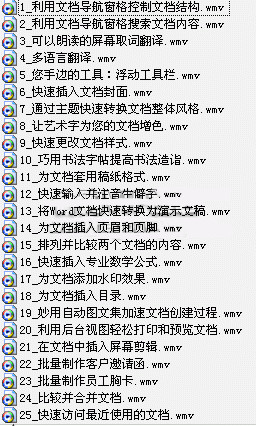 1_利用文档导航窗格控制文档结构.wmv
2_利用文档导航窗格搜索文档内容.wmv
3_可以朗读的屏幕取词翻译.wmv
4_多语言翻译.wmv
5_您手边的工具：浮动工具栏.wmv
6_快速插入文档封面.wmv
7_通过主题快速转换文档整体风格.wmv
8_让艺术字为您的文档增色.wmv
9_快速更改文档样式.wmv
10_巧用书法字帖提高书法造诣.wmv
11_为文档套用稿纸格式.wmv
12_快速输入并注音生僻字.wmv
13_将Word文档快速转换为演示文稿.wmv
14_为文档插入页眉和页脚.wmv
15_排列并比较两个文档的内容.wmv
16_快速插入专业数学公式.wmv
17_为文档添加水印效果.wmv
18_为文档插入目录.wmv
19_妙用自动图文集加速文档创建过程.wmv
20_利用后台视图轻松打印和预览文档.wmv
21_在文档中插入屏幕剪辑.wmv
22_批量制作客户邀请函.wmv
23_批量制作员工胸卡.wmv
24_比较并合并文档.wmv
25_快速访问最近使用的文档.wmv